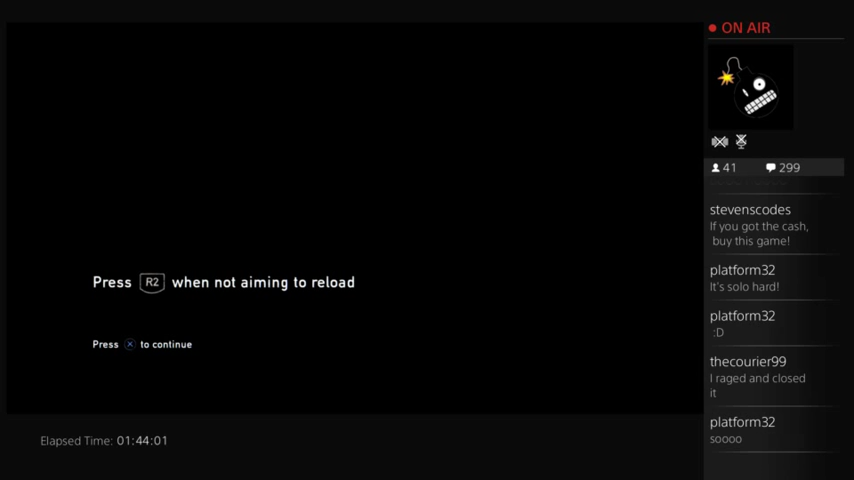 ON AIR
41 299
stevenscodes
If you got the cash,
buy this game!
platform32
It's solo hard!
platform32
:D
thecourier99
I raged and closed
it
platform32
soooo
Press R2 when not aiming to reload
Press X to continue
Elapsed Time: 01:44:01